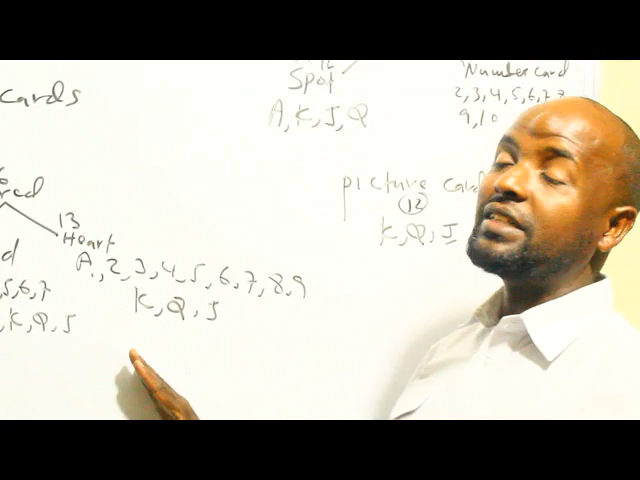 cards
red
13
Heart
A,2,3,4,5,6,7,8,9
K,Q,J
5,6,7
K,Q,J
Spot
A,K,J,Q
Number card
2,3,4,5,6,7,8
9,10
picture card
12
K,Q,J